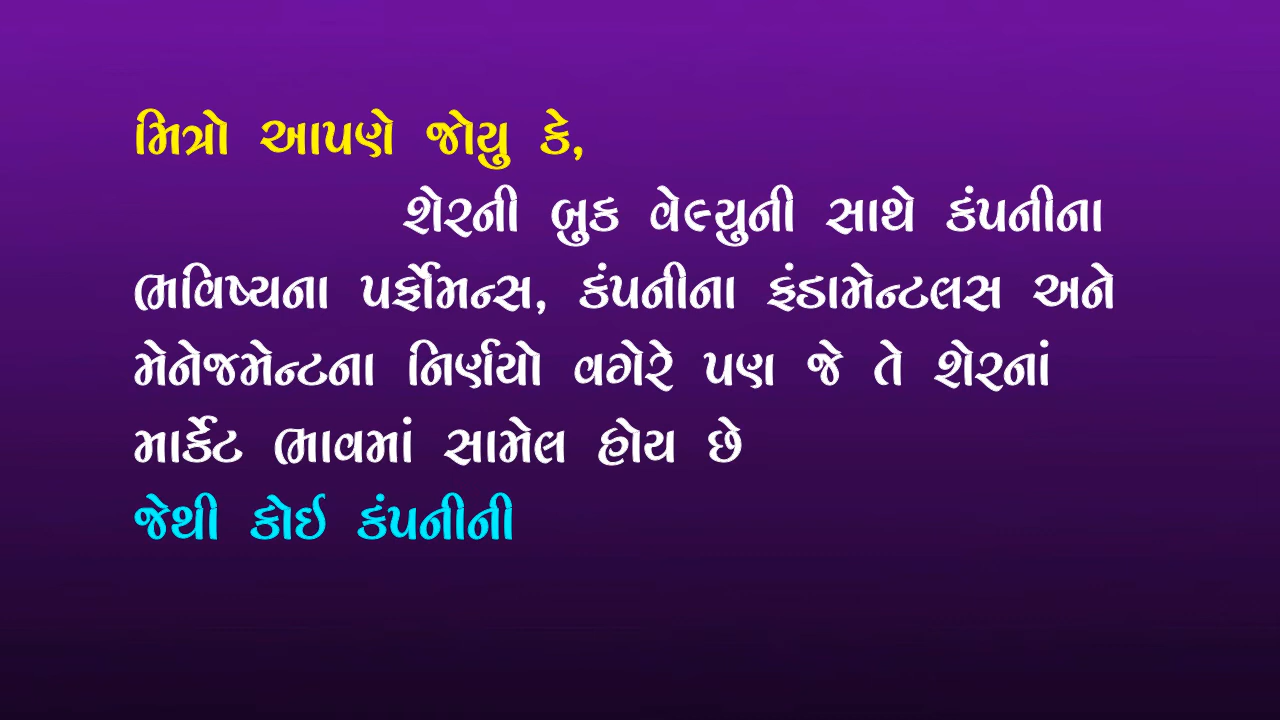 મિત્રો આપણે જોયુ કે,
શેરની બુક વેલ્યુની સાથે કંપનીના
ભવિષ્યના પર્ફોમન્સ, કંપનીના ફંડામેન્ટલસ અને
મેનેજમેન્ટના નિર્ણયો વગેરે પણ જે તે શેરનાં
માર્કેટ ભાવમાં સામેલ હોય છે
જેથી કોઈ કંપનીની